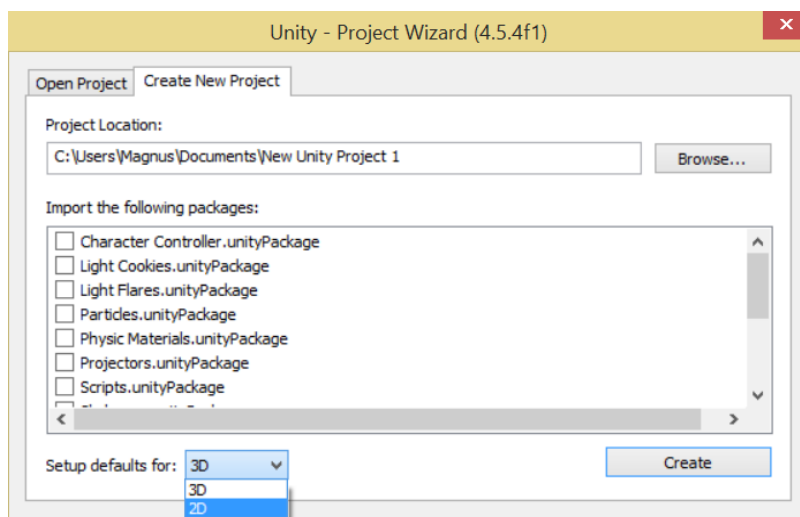 Unity - Project Wizard (4.5.4f1)
Open Project
Create New Project
Project Location:
C:\Users\Magnus\Documents\New Unity Project 1
Browse...
Import the following packages:
Character Controller.unityPackage
Light Cookies.unityPackage
Light Flares.unityPackage
Particles.unityPackage
Physic Materials.unityPackage
Projectors.unityPackage
Scripts.unityPackage
Setup defaults for: 3D
Create
3D
2D